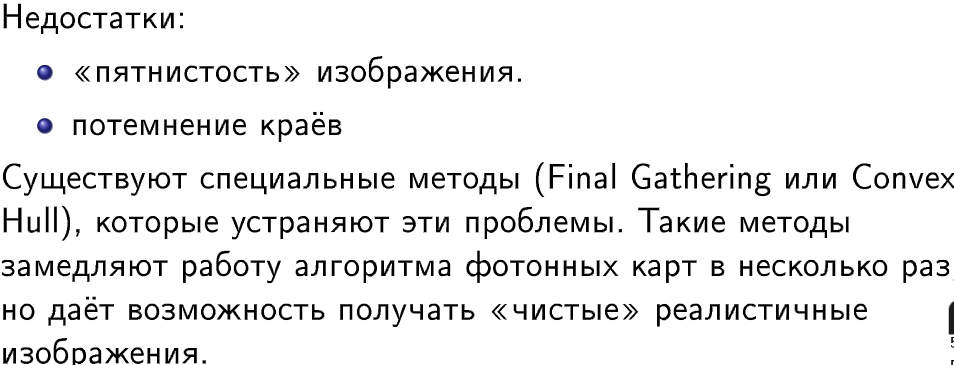 Недостатки:
«пятнистость» изображения.
потемнение краёв
Существуют специальные методы (Final Gathering или Convex
Hull), которые устраняют эти проблемы. Такие методы
замедляют работу алгоритма фотонных карт в несколько раз,
но даёт возможность получать «чистые» реалистичные
изображения.